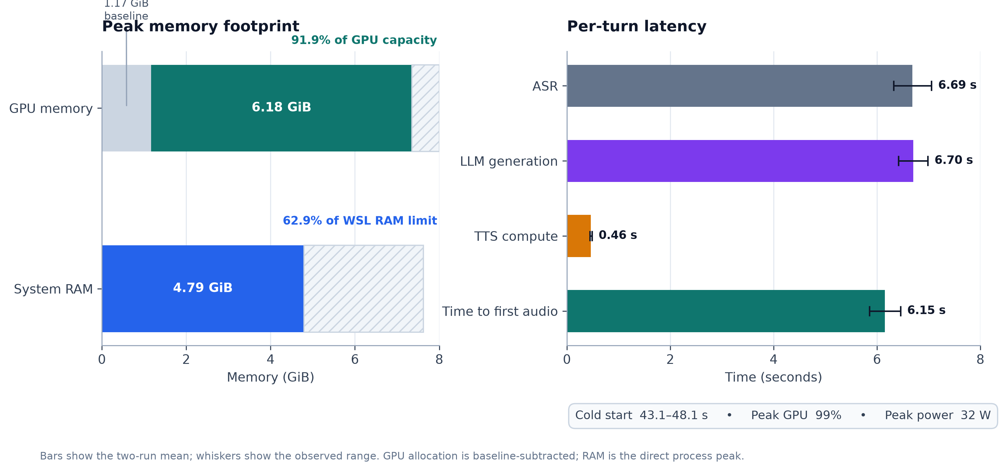 1.17 GiB
baseline
Peak memory footprint
91.9% of GPU capacity
GPU memory
6.18 GiB
62.9% of WSL RAM limit
System RAM
4.79 GiB
0 2 4 6 8
Memory (GiB)
Per-turn latency
ASR
6.69 s
LLM generation
6.70 s
TTS compute
0.46 s
Time to first audio
6.15 s
0 2 4 6 8
Time (seconds)
Cold start 43.1–48.1 s • Peak GPU 99% • Peak power 32 W
Bars show the two-run mean; whiskers show the observed range. GPU allocation is baseline-subtracted; RAM is the direct process peak.